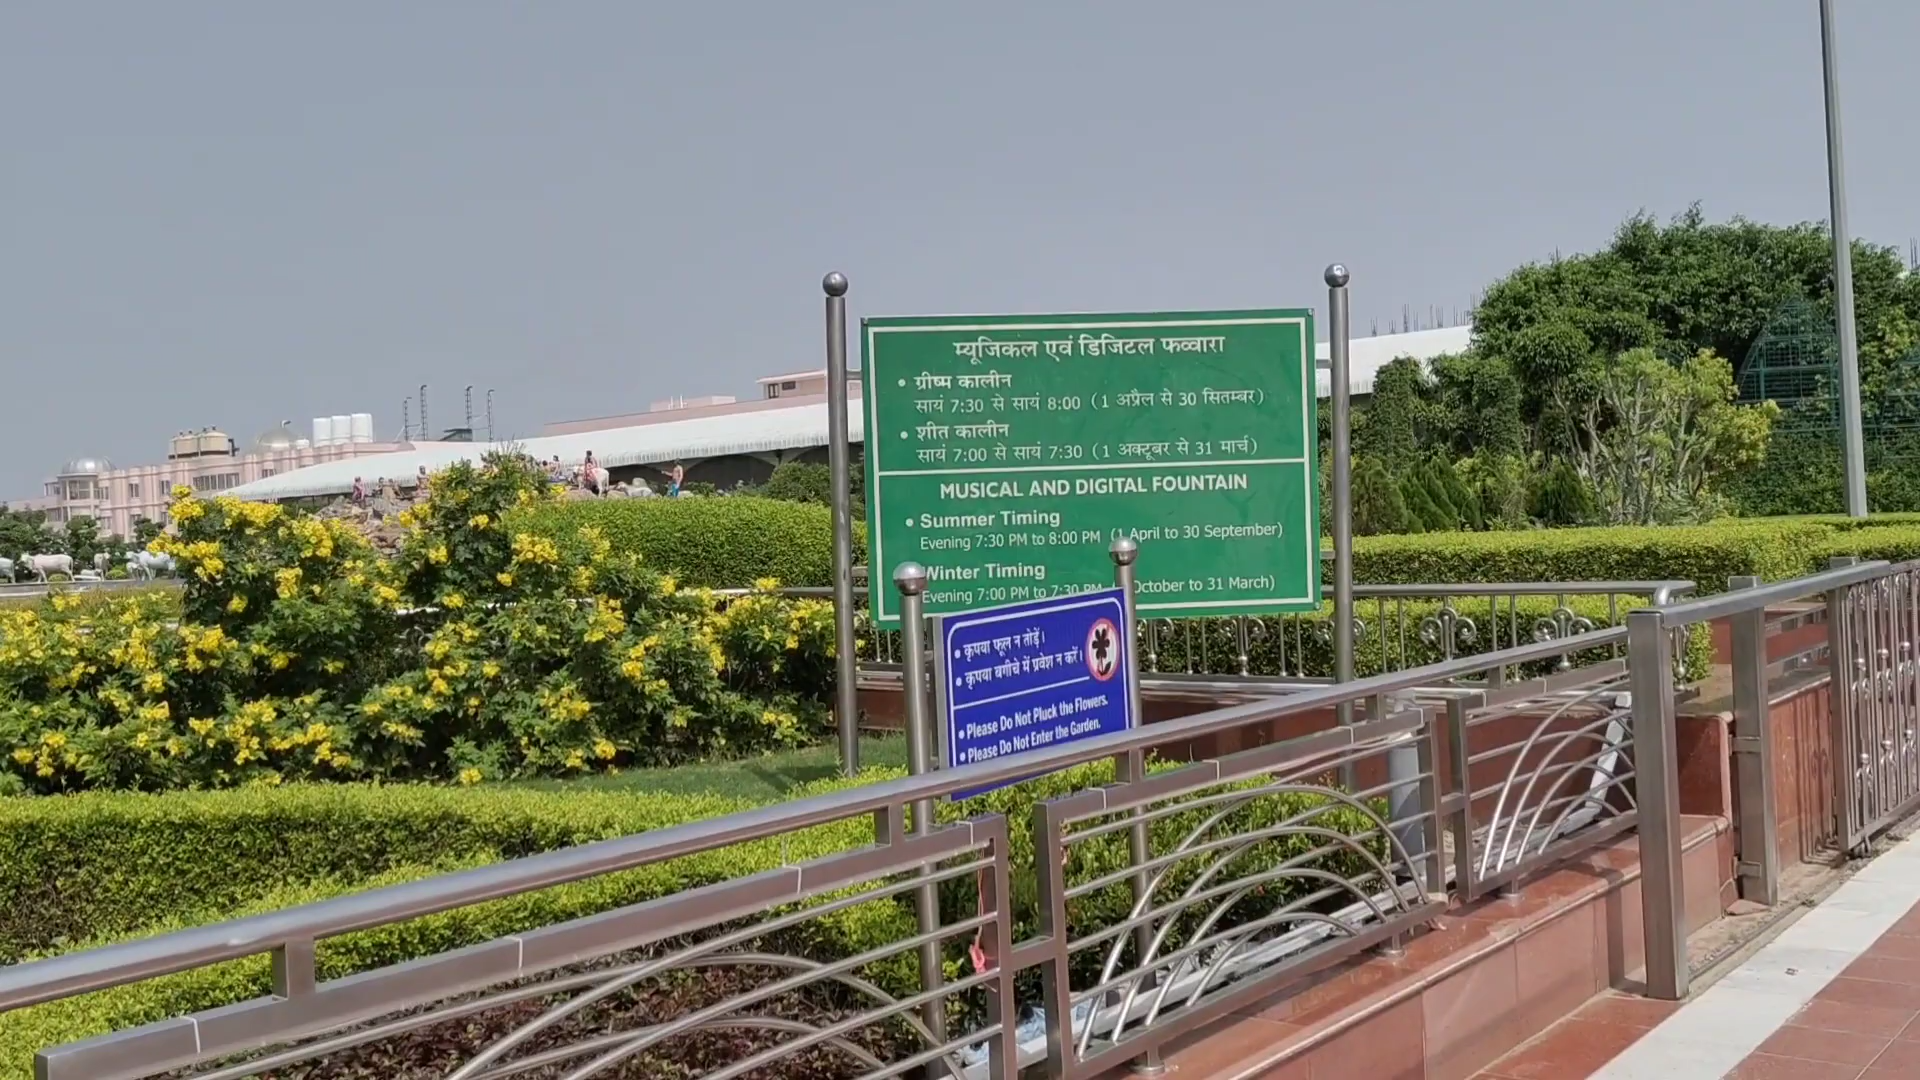 म्यूजिकल एवं डिजिटल फव्वारा
• ग्रीष्म कालीन
सायं 7:30 से सायं 8:00 (1 अप्रैल से 30 सितम्बर)
• शीत कालीन
सायं 7:00 से सायं 7:30 (1 अक्टूबर से 31 मार्च)
MUSICAL AND DIGITAL FOUNTAIN
• Summer Timing
Evening 7:30 PM to 8:00 PM (1 April to 30 September)
Winter Timing
Evening 7:00 PM to 7:30 PM October to 31 March)
• कृपया फूल न तोड़ें।
• कृपया बगीचे में प्रवेश न करें।
• Please Do Not Pluck the Flowers.
• Please Do Not Enter the Garden.